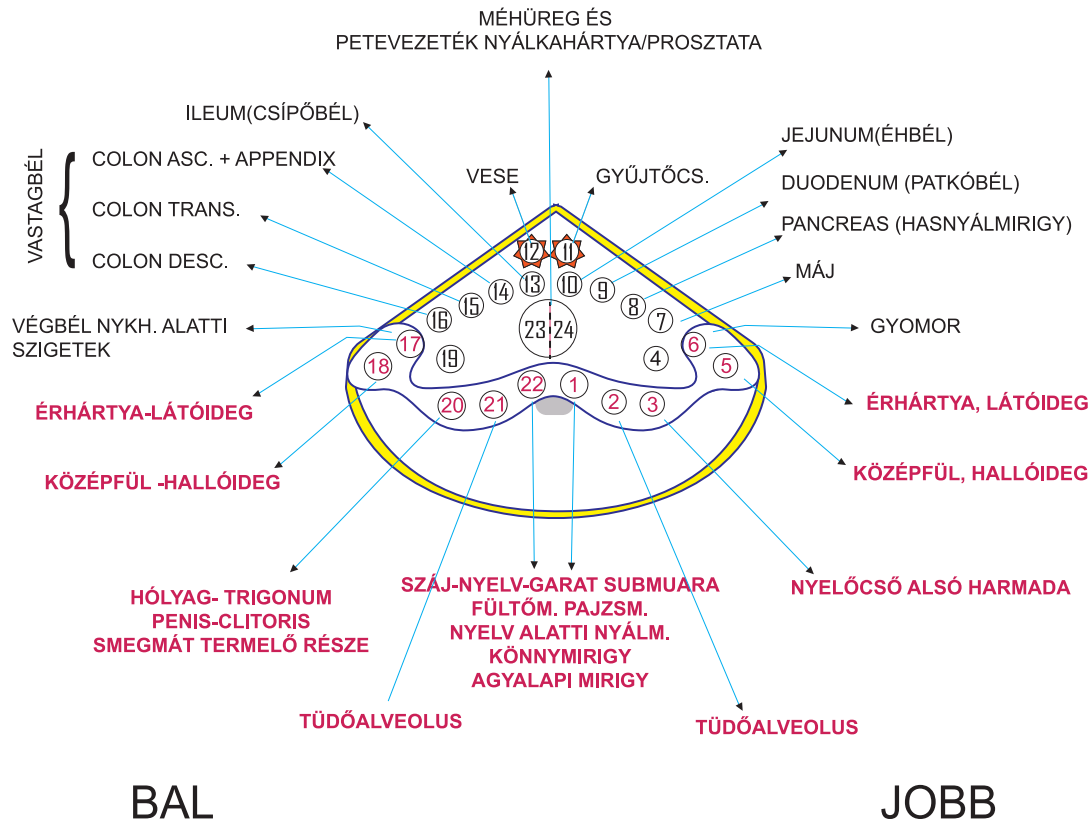 MÉHÜREG ÉS
PETEVEZETÉK NYÁLKAHÁRTYA/PROSZTATA
ILEUM(CSÍPŐBÉL)
JEJUNUM(ÉHBÉL)
VASTAGBÉL
COLON ASC. + APPENDIX
VESE
GYŰJTŐCS.
DUODENUM (PATKÓBÉL)
COLON TRANS.
PANCREAS (HASNYÁLMIRIGY)
COLON DESC.
MÁJ
VÉGBÉL NYKH. ALATTI
SZIGETEK
GYOMOR
12
11
13
10
14
9
15
8
16
7
23
24
17
6
18
19
4
5
20
21
22
1
2
3
ÉRHÁRTYA-LÁTÓIDEG
ÉRHÁRTYA, LÁTÓIDEG
KÖZÉPFÜL -HALLÓIDEG
KÖZÉPFÜL, HALLÓIDEG
HÓLYAG- TRIGONUM
PENIS-CLITORIS
SMEGMÁT TERMELŐ RÉSZE
SZÁJ-NYELV-GARAT SUBMUARA
FÜLTŐM. PAJZSM.
NYELV ALATTI NYÁLM.
KÖNNYMIRIGY
AGYALAPI MIRIGY
NYELŐCSŐ ALSÓ HARMADA
TÜDŐALVEOLUS
TÜDŐALVEOLUS
BAL
JOBB